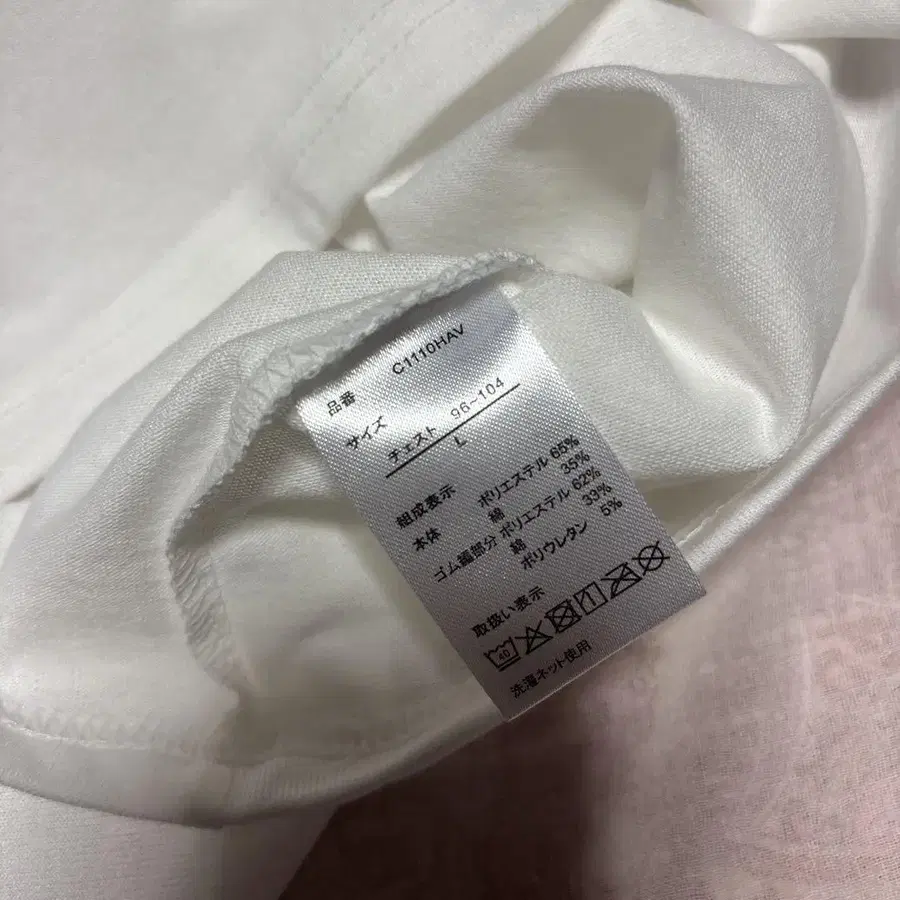 品番 C1110HAV
サイズ
チェスト 96~104
L
組成表示
本体 ポリエステル 65%
綿 35%
ゴム編部分 ポリエステル 62%
綿 33%
ポリウレタン 5%
取扱い表示
40
洗濯ネット使用